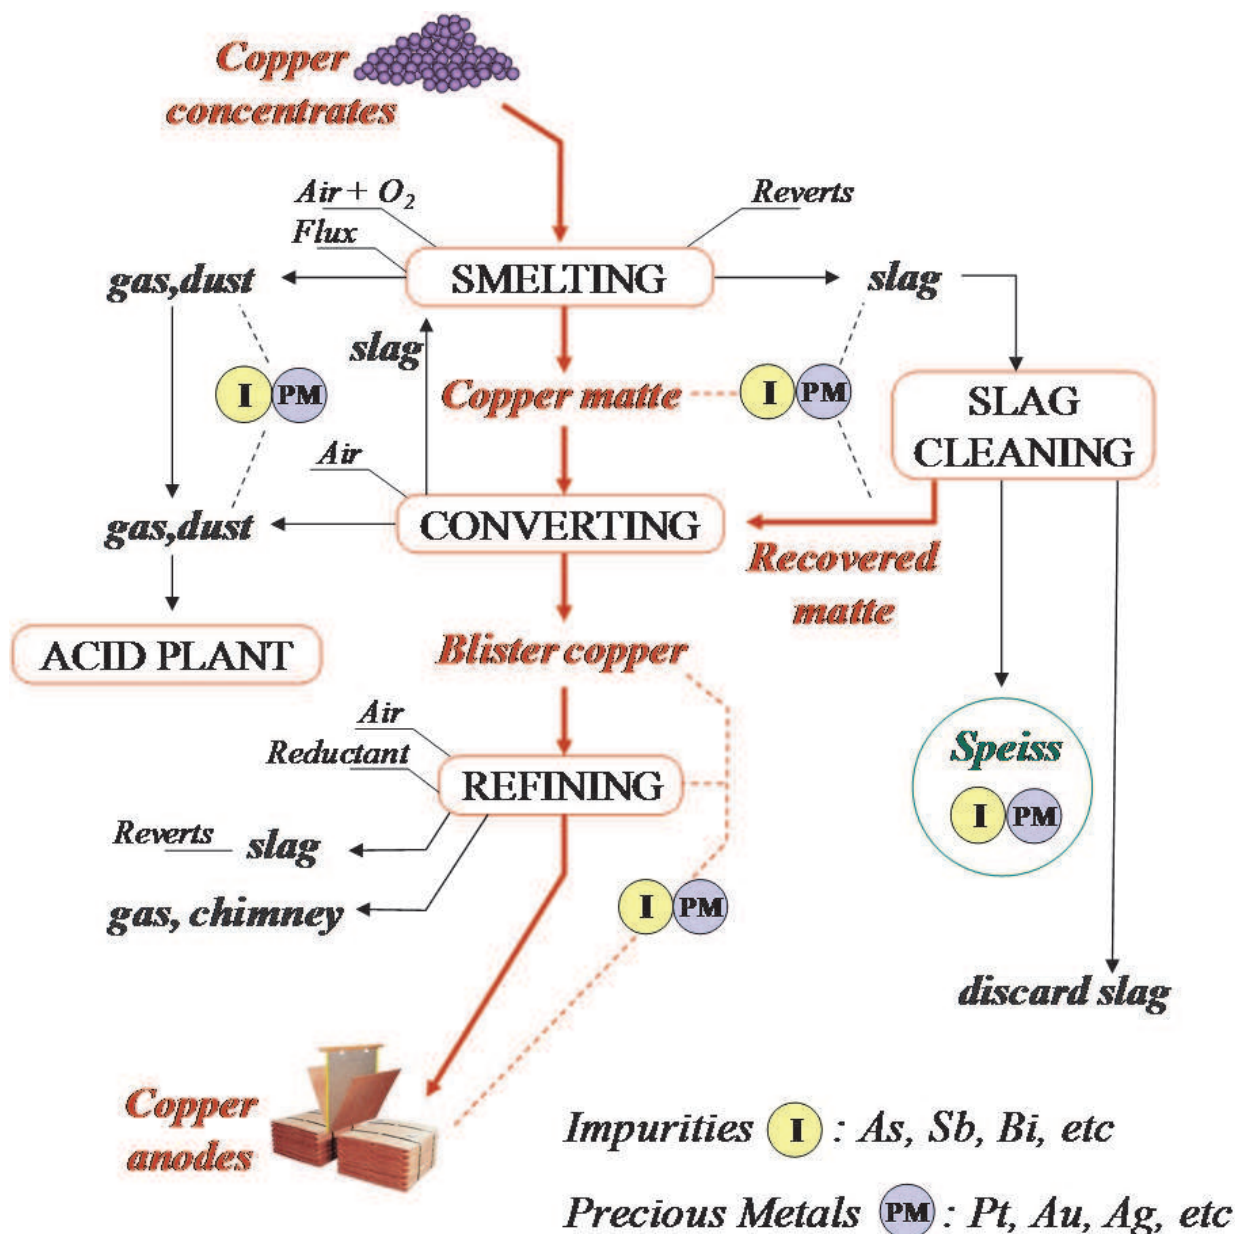 Copper
concentrates
Air + O₂
Reverts
Flux
SMELTING
gas,dust
slag
slag
I PM
Copper matte
I PM
SLAG
CLEANING
Air
gas,dust
CONVERTING
Recovered
matte
ACID PLANT
Blister copper
Air
Reductant
REFINING
Speiss
I PM
Reverts
slag
gas, chimney
I PM
discard slag
Copper
anodes
Impurities I : As, Sb, Bi, etc
Precious Metals PM : Pt, Au, Ag, etc